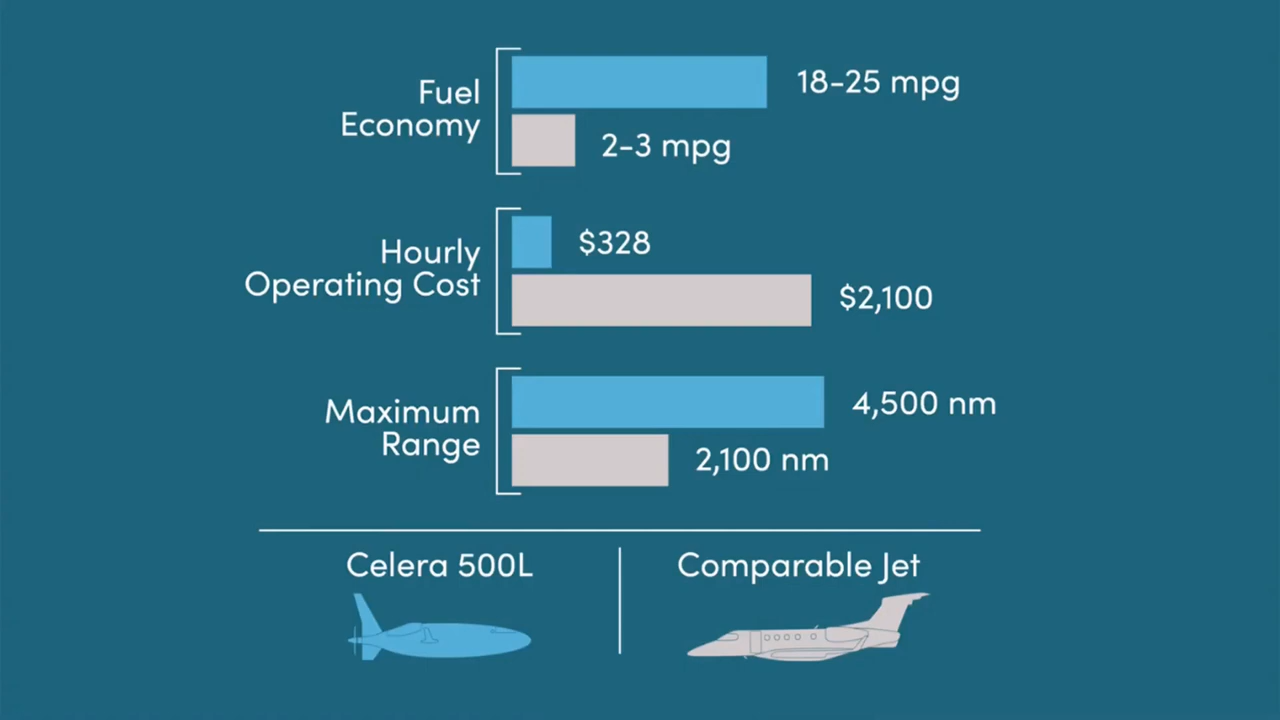 Fuel
Economy
18-25 mpg
2-3 mpg
Hourly
Operating Cost
$328
$2,100
Maximum
Range
4,500 nm
2,100 nm
Celera 500L
Comparable Jet